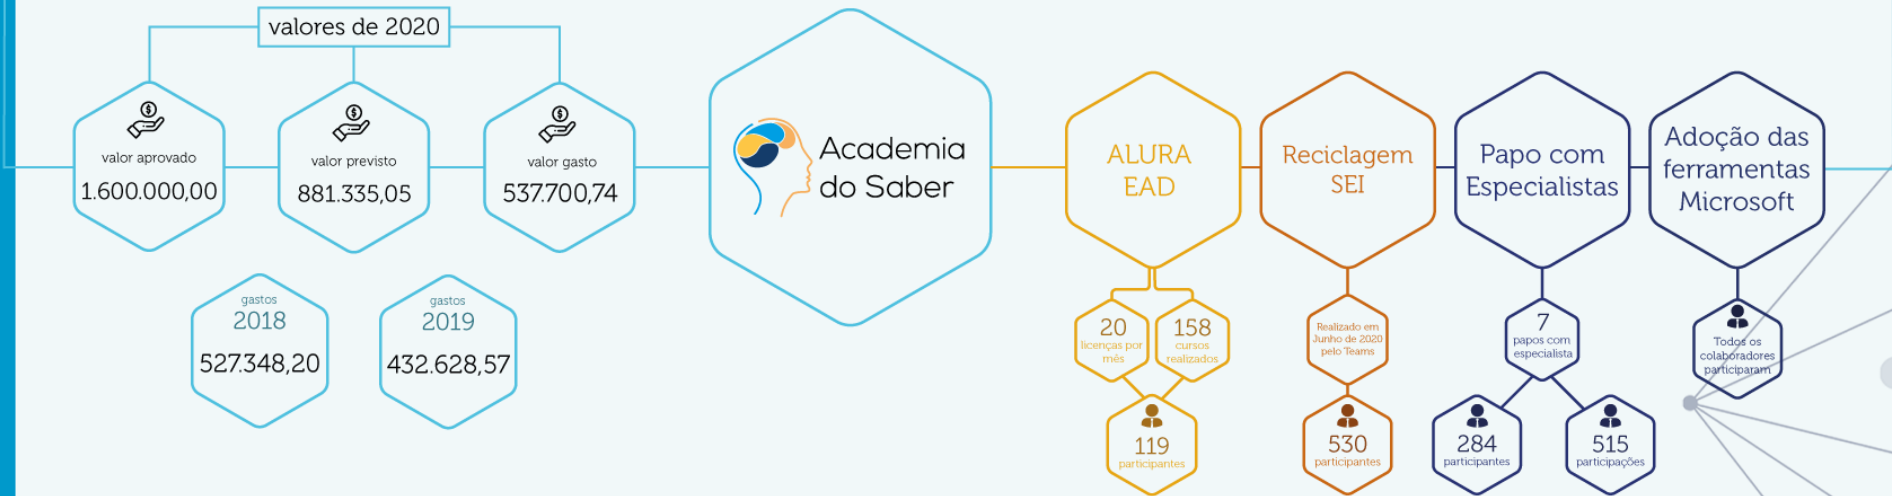 valores de 2020
valor aprovado
1.600.000,00
valor previsto
881.335,05
valor gasto
537.700,74
gastos
2018
527.348,20
gastos
2019
432.628,57
Academia
do Saber
ALURA
EAD
20
licenças por
mês
158
cursos
realizados
119
participantes
Reciclagem
SEI
Realizado em
Junho de 2020
pelo Teams
530
participantes
Papo com
Especialistas
7
papos com
especialista
284
participantes
515
participações
Adoção das
ferramentas
Microsoft
Todos os
colaboradores
participaram